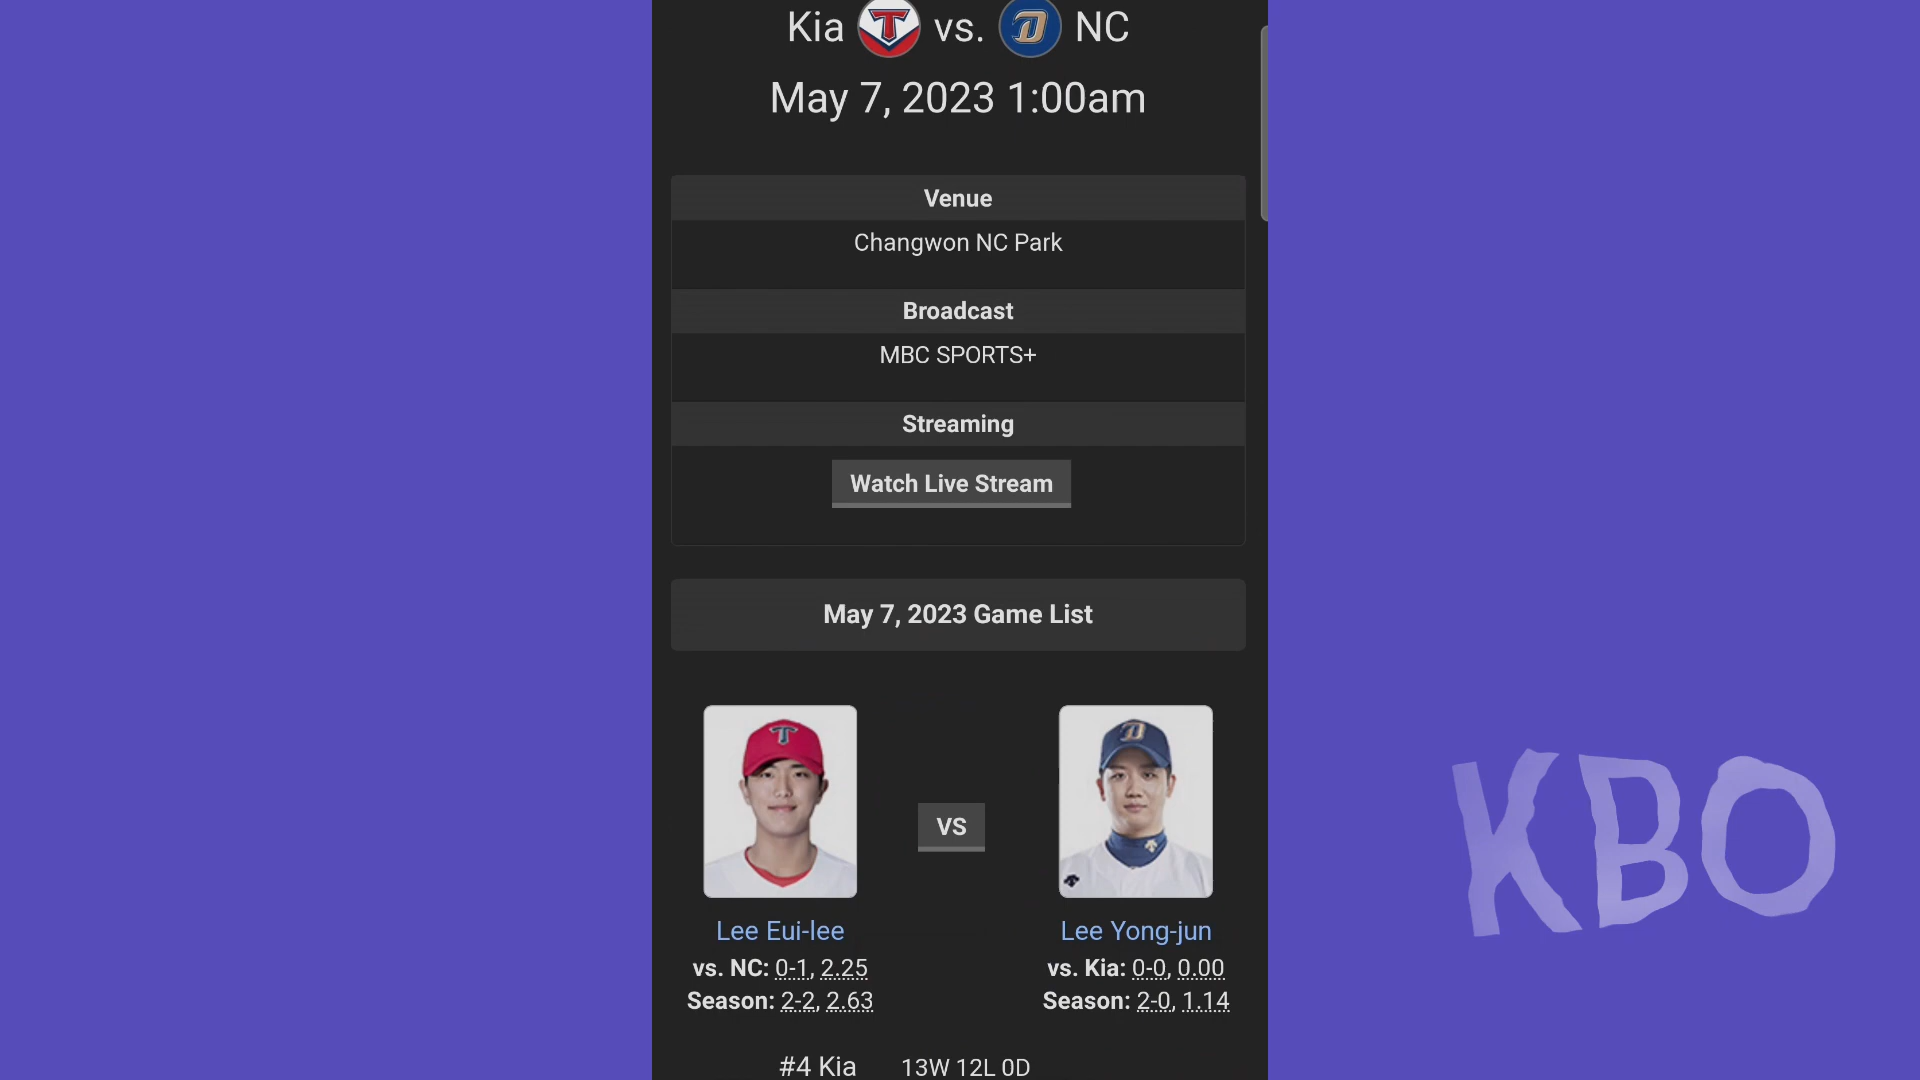 Kia T vs. D NC
May 7, 2023 1:00am
Venue
Changwon NC Park
Broadcast
MBC SPORTS+
Streaming
Watch Live Stream
May 7, 2023 Game List
T
D
VS
Lee Eui-lee
Lee Yong-jun
vs. NC: 0-1, 2.25
vs. Kia: 0-0, 0.00
Season: 2-2, 2.63
Season: 2-0, 1.14
#4 Kia 13W 12L 0D
KBO